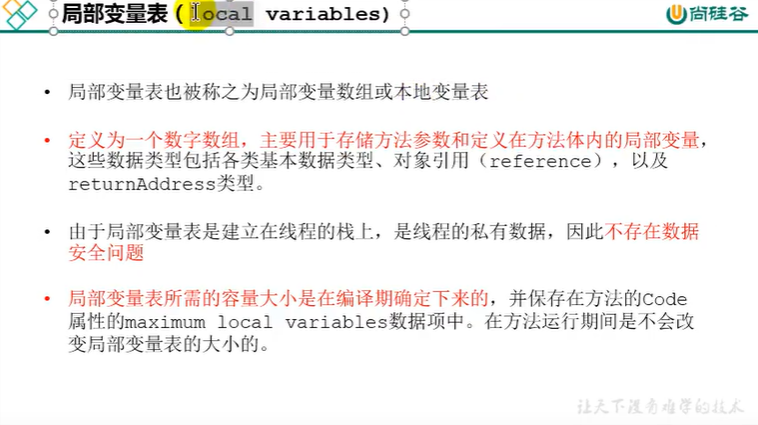 局部变量表（local variables）
尚硅谷
• 局部变量表也被称之为局部变量数组或本地变量表
• 定义为一个数字数组，主要用于存储方法参数和定义在方法体内的局部变量，
这些数据类型包括各类基本数据类型、对象引用（reference），以及
returnAddress类型。
• 由于局部变量表是建立在线程的栈上，是线程的私有数据，因此不存在数据
安全问题
• 局部变量表所需的容量大小是在编译期确定下来的，并保存在方法的Code
属性的maximum local variables数据项中。在方法运行期间是不会改
变局部变量表的大小的。
让天下没有难学的技术